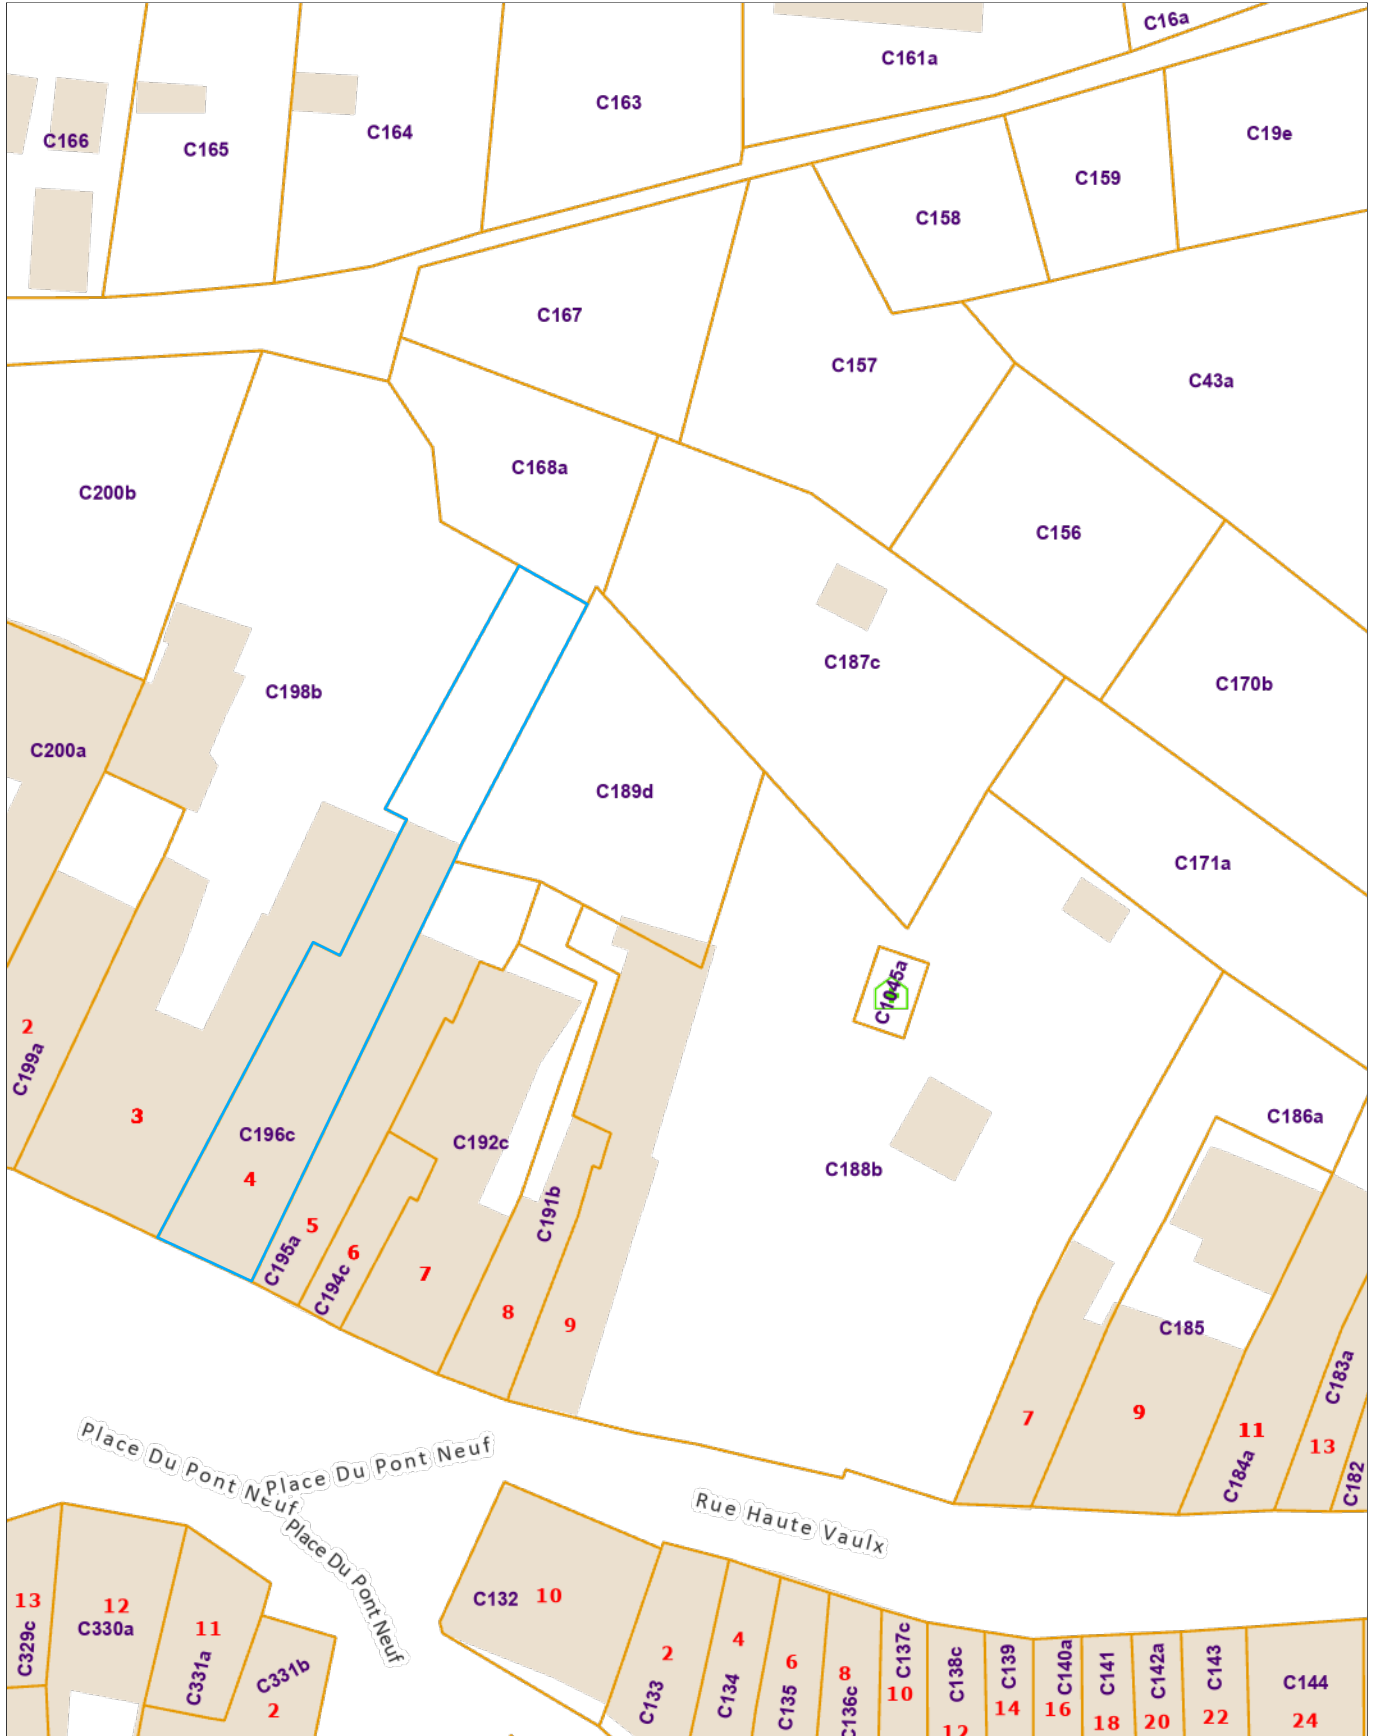 C16a
C161a
C163
C164
C166
C165
C19e
C159
C158
C167
C157
C43a
C168a
C200b
C156
C187c
C170b
C198b
C200a
C189d
C171a
C1045a
2
C199a
3
C196c
4
C192c
C186a
C188b
5
C195a
6
C194c
7
C191b
8
9
C185
C183a
7
9
11
C184a
13
C182
Place Du Pont Neuf
Place Du Pont Neuf
Place Du Pont Neuf
Rue Haute Vaulx
13
C329c
12
C330a
11
C331a
C331b
2
C132
10
2
C133
4
C134
6
C135
8
C136c
C137c
10
C138c
12
C139
14
C140a
16
C141
18
C142a
20
C143
22
C144
24